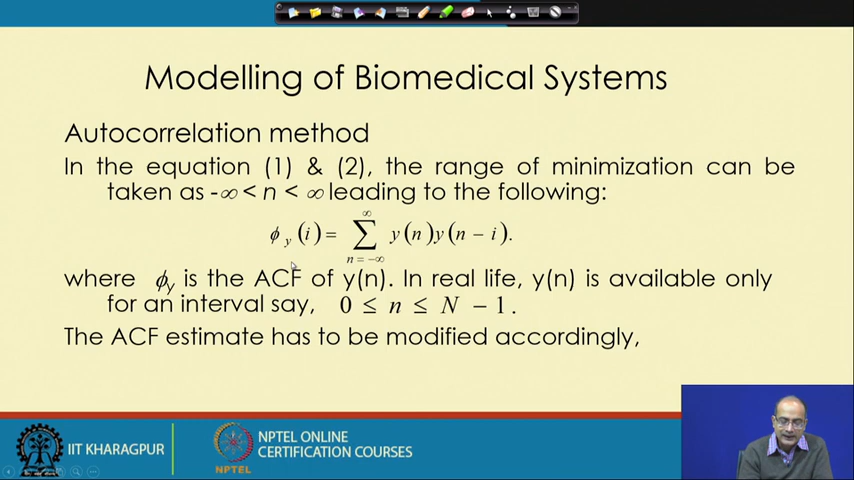 Modelling of Biomedical Systems
Autocorrelation method
In the equation (1) & (2), the range of minimization can be
taken as -∞ < n < ∞ leading to the following:
ϕ_y(i) = ∑_{n=-∞}^{∞} y(n)y(n − i).
where ϕ_y is the ACF of y(n). In real life, y(n) is available only
for an interval say, 0 ≤ n ≤ N − 1.
The ACF estimate has to be modified accordingly,
IIT KHARAGPUR
NPTEL
NPTEL ONLINE
CERTIFICATION COURSES